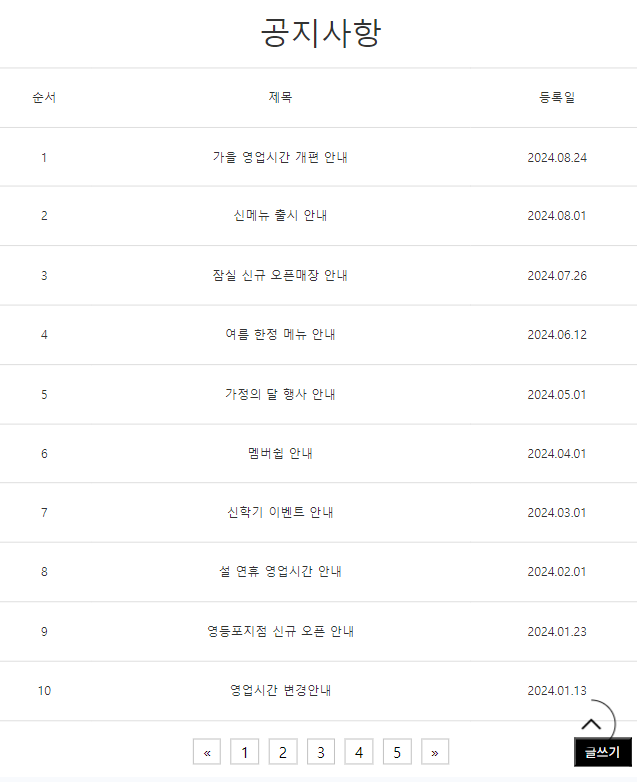 공지사항
순서 제목 등록일
1 가을 영업시간 개편 안내 2024.08.24
2 신메뉴 출시 안내 2024.08.01
3 잠실 신규 오픈매장 안내 2024.07.26
4 여름 한정 메뉴 안내 2024.06.12
5 가정의 달 행사 안내 2024.05.01
6 멤버쉽 안내 2024.04.01
7 신학기 이벤트 안내 2024.03.01
8 설 연휴 영업시간 안내 2024.02.01
9 영등포지점 신규 오픈 안내 2024.01.23
10 영업시간 변경안내 2024.01.13
« 1 2 3 4 5 » 글쓰기